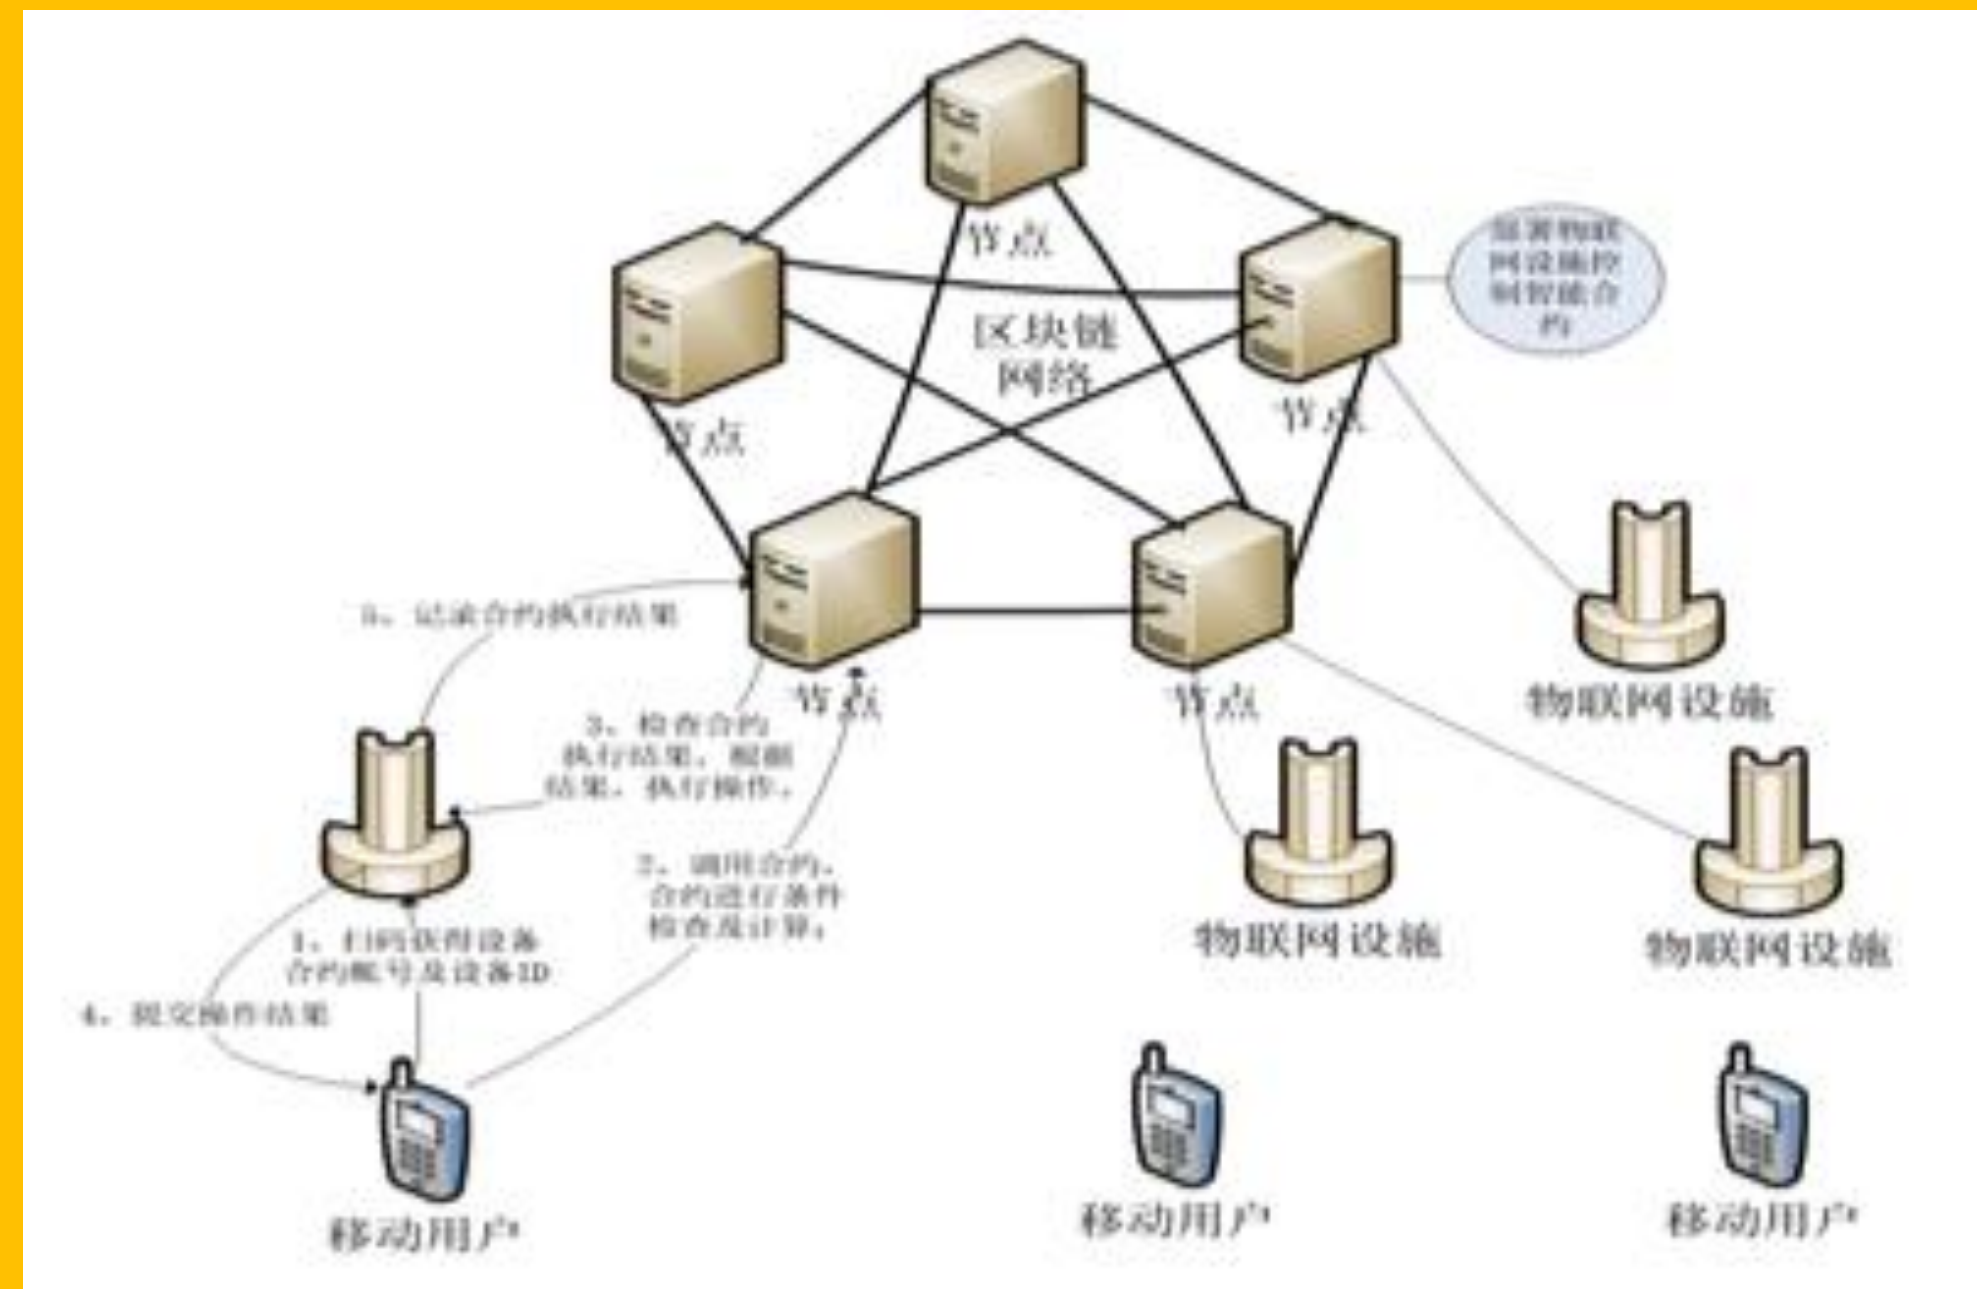 节点
部署物联
网设施控
制智能合
约
区块链
网络
节点
节点
5、记录合约执行结果
节点
节点
物联网设施
3、检查合约
执行结果，根据
结果，执行操作。
2、调用合约，
合约进行条件
检查及计算；
1、扫码获得设备
合约帐号及设备ID
4、提交操作结果
物联网设施
物联网设施
移动用户
移动用户
移动用户